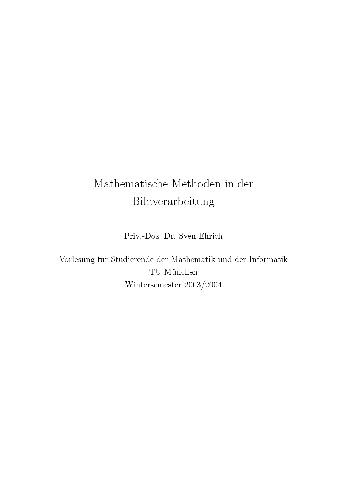 Mathematische Methoden in der
Bildverarbeitung
Priv.-Doz. Dr. Sven Ehrich
Vorlesung für Studierende der Mathematik und der Informatik
TU München
Wintersemester 2003/2004